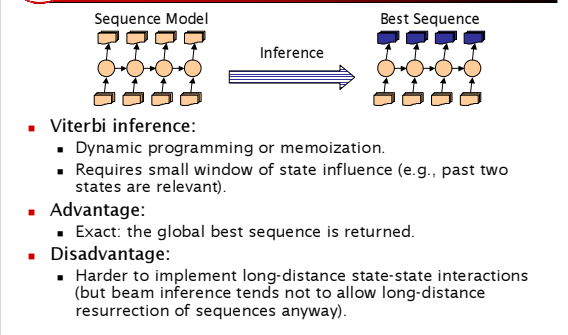 Sequence Model
Best Sequence
Inference
Viterbi inference:
Dynamic programming or memoization.
Requires small window of state influence (e.g., past two
states are relevant).
Advantage:
Exact: the global best sequence is returned.
Disadvantage:
Harder to implement long-distance state-state interactions
(but beam inference tends not to allow long-distance
resurrection of sequences anyway).